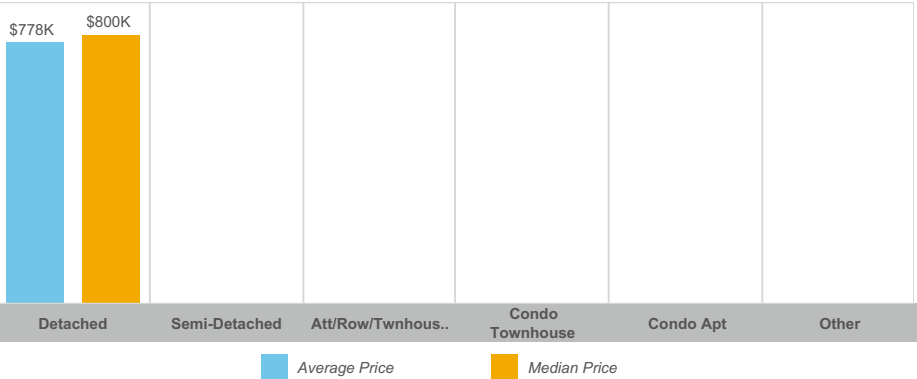 $778K
$800K
Detached
Semi-Detached
Att/Row/Twnhous..
Condo
Townhouse
Condo Apt
Other
Average Price
Median Price